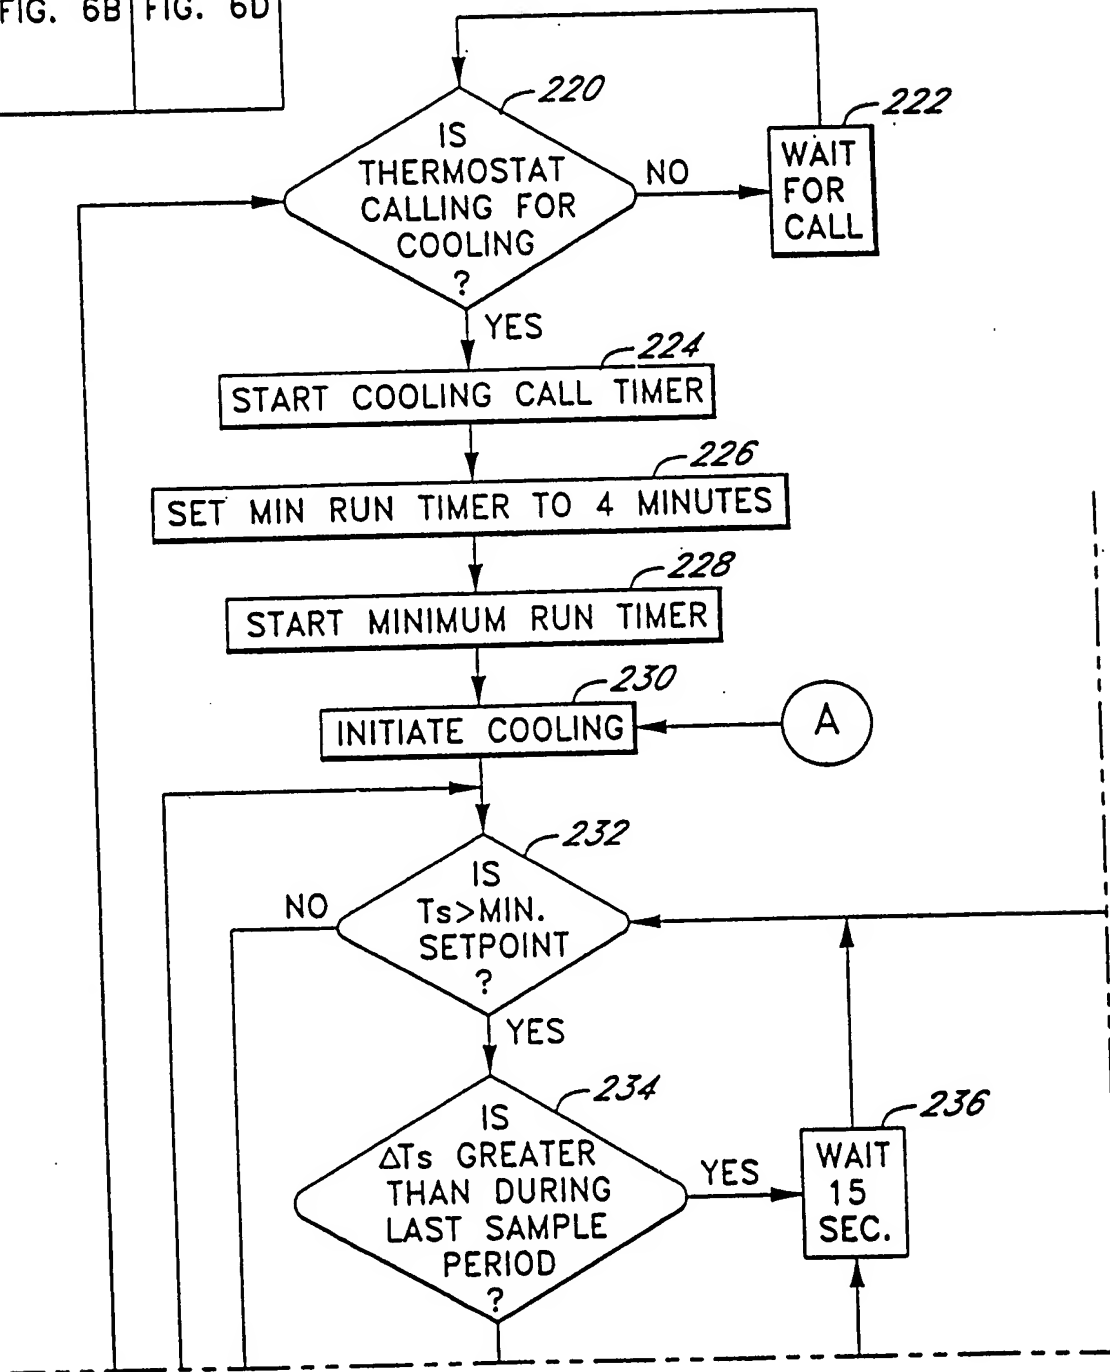 FIG. 6B FIG. 6D
220
IS
THERMOSTAT
CALLING FOR
COOLING
?
NO
222
WAIT
FOR
CALL
YES
224
START COOLING CALL TIMER
226
SET MIN RUN TIMER TO 4 MINUTES
228
START MINIMUM RUN TIMER
230
INITIATE COOLING
A
232
IS
Ts>MIN.
SETPOINT
?
NO
YES
234
IS
ΔTs GREATER
THAN DURING
LAST SAMPLE
PERIOD
?
YES
236
WAIT
15
SEC.